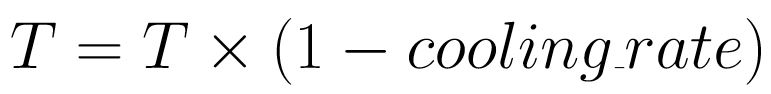 T = T × (1 − cooling_rate)